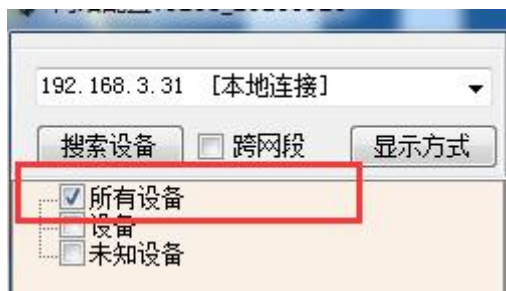 192.168.3.31 [本地连接]
搜索设备 跨网段 显示方式
所有设备
设备
未知设备